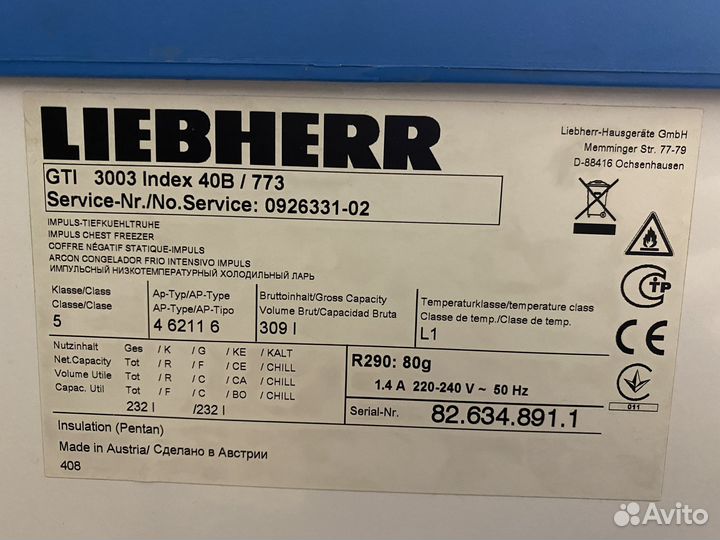 LIEBHERR
Liebherr-Hausgeräte GmbH
Memminger Str. 77-79
D-88416 Ochsenhausen
GTI 3003 Index 40B / 773
Service-Nr./No.Service: 0926331-02
IMPULS-TIEFKUEHLTRUHE
IMPULS CHEST FREEZER
COFFRE NÉGATIF STATIQUE-IMPULS
ARCON CONGELADOR FRIO INTENSIVO IMPULS
ИМПУЛЬСНЫЙ НИЗКОТЕМПЕРАТУРНЫЙ ХОЛОДИЛЬНЫЙ ЛАРЬ
Klasse/Class
Classe/Clase
5
Ap-Typ/AP-Type
AP-Type/AP-Tipo
4 6211 6
Bruttoinhalt/Gross Capacity
Volume Brut/Capacidad Bruta
309 l
Temperaturklasse/temperature class
Classe de temp./Clase de temp.
L1
Nutzinhalt Ges / K / G / KE / KALT
Net.Capacity Tot / R / F / CE / CHILL
Volume Utile Tot / R / C / CA / CHILL
Capac. Util Tot / F / C / BO / CHILL
232 l /232 l
R290: 80g
1.4 A 220-240 V ~ 50 Hz
Serial-Nr. 82.634.891.1
Insulation (Pentan)
Made in Austria/ Сделано в Австрии
408
СТР
CE
011
Avito